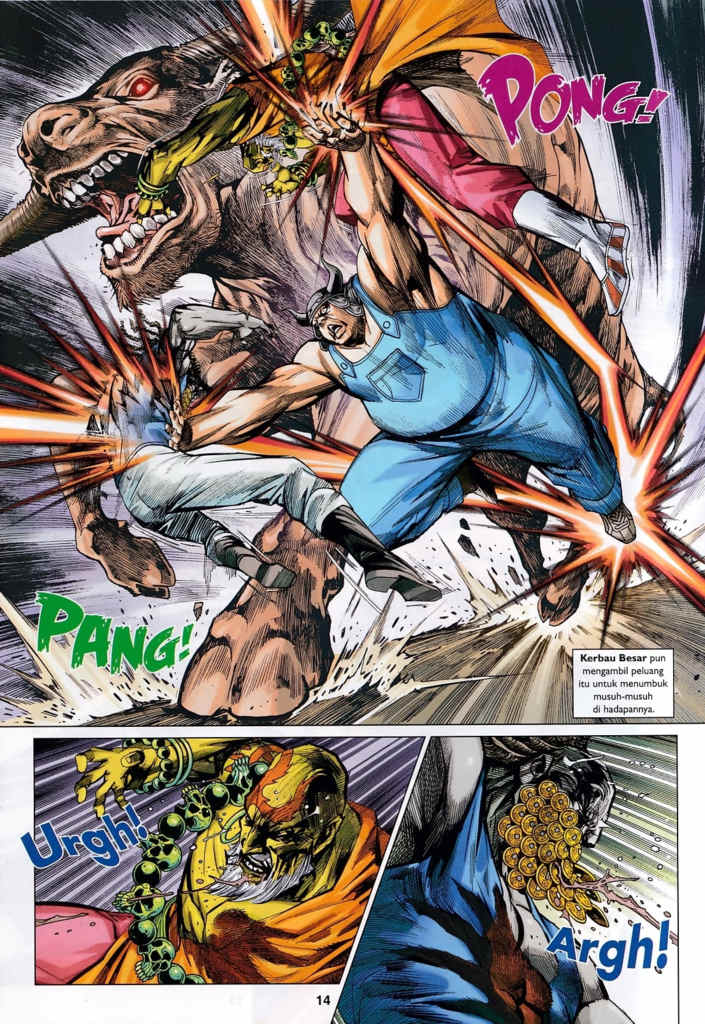 PONG!
PANG!
Kerbau Besar pun
mengambil peluang
itu untuk menumbuk
musuh-musuh
di hadapannya.
Urgh!
Argh!
14